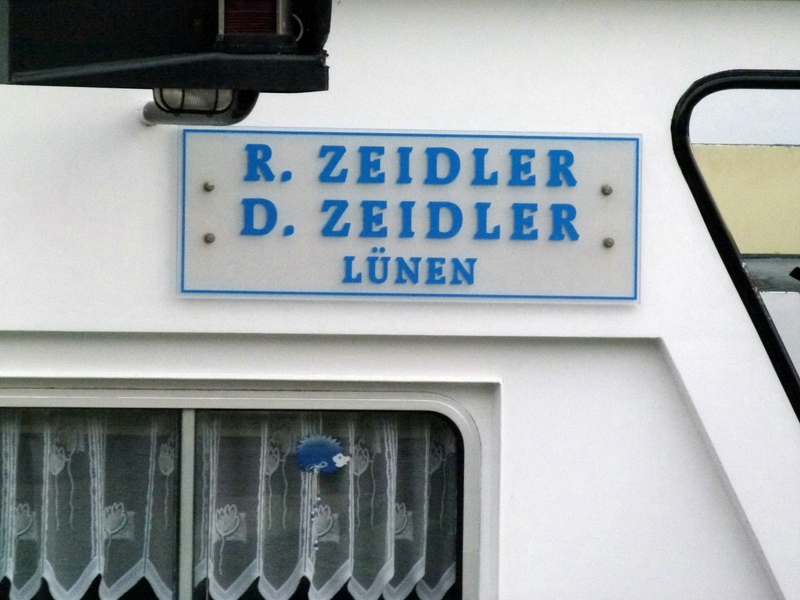 R. ZEIDLER
D. ZEIDLER
LÜNEN